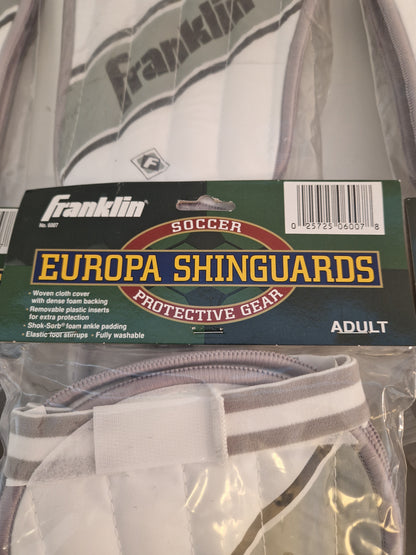 Franklin
F
Franklin
No. 6007
0 25725 06007 8
SOCCER
EUROPA SHINGUARDS
PROTECTIVE GEAR
- Woven cloth cover
with dense foam backing
- Removable plastic inserts
for extra protection
- Shok-Sorb® foam ankle padding
- Elastic foot stirrups - Fully washable
ADULT